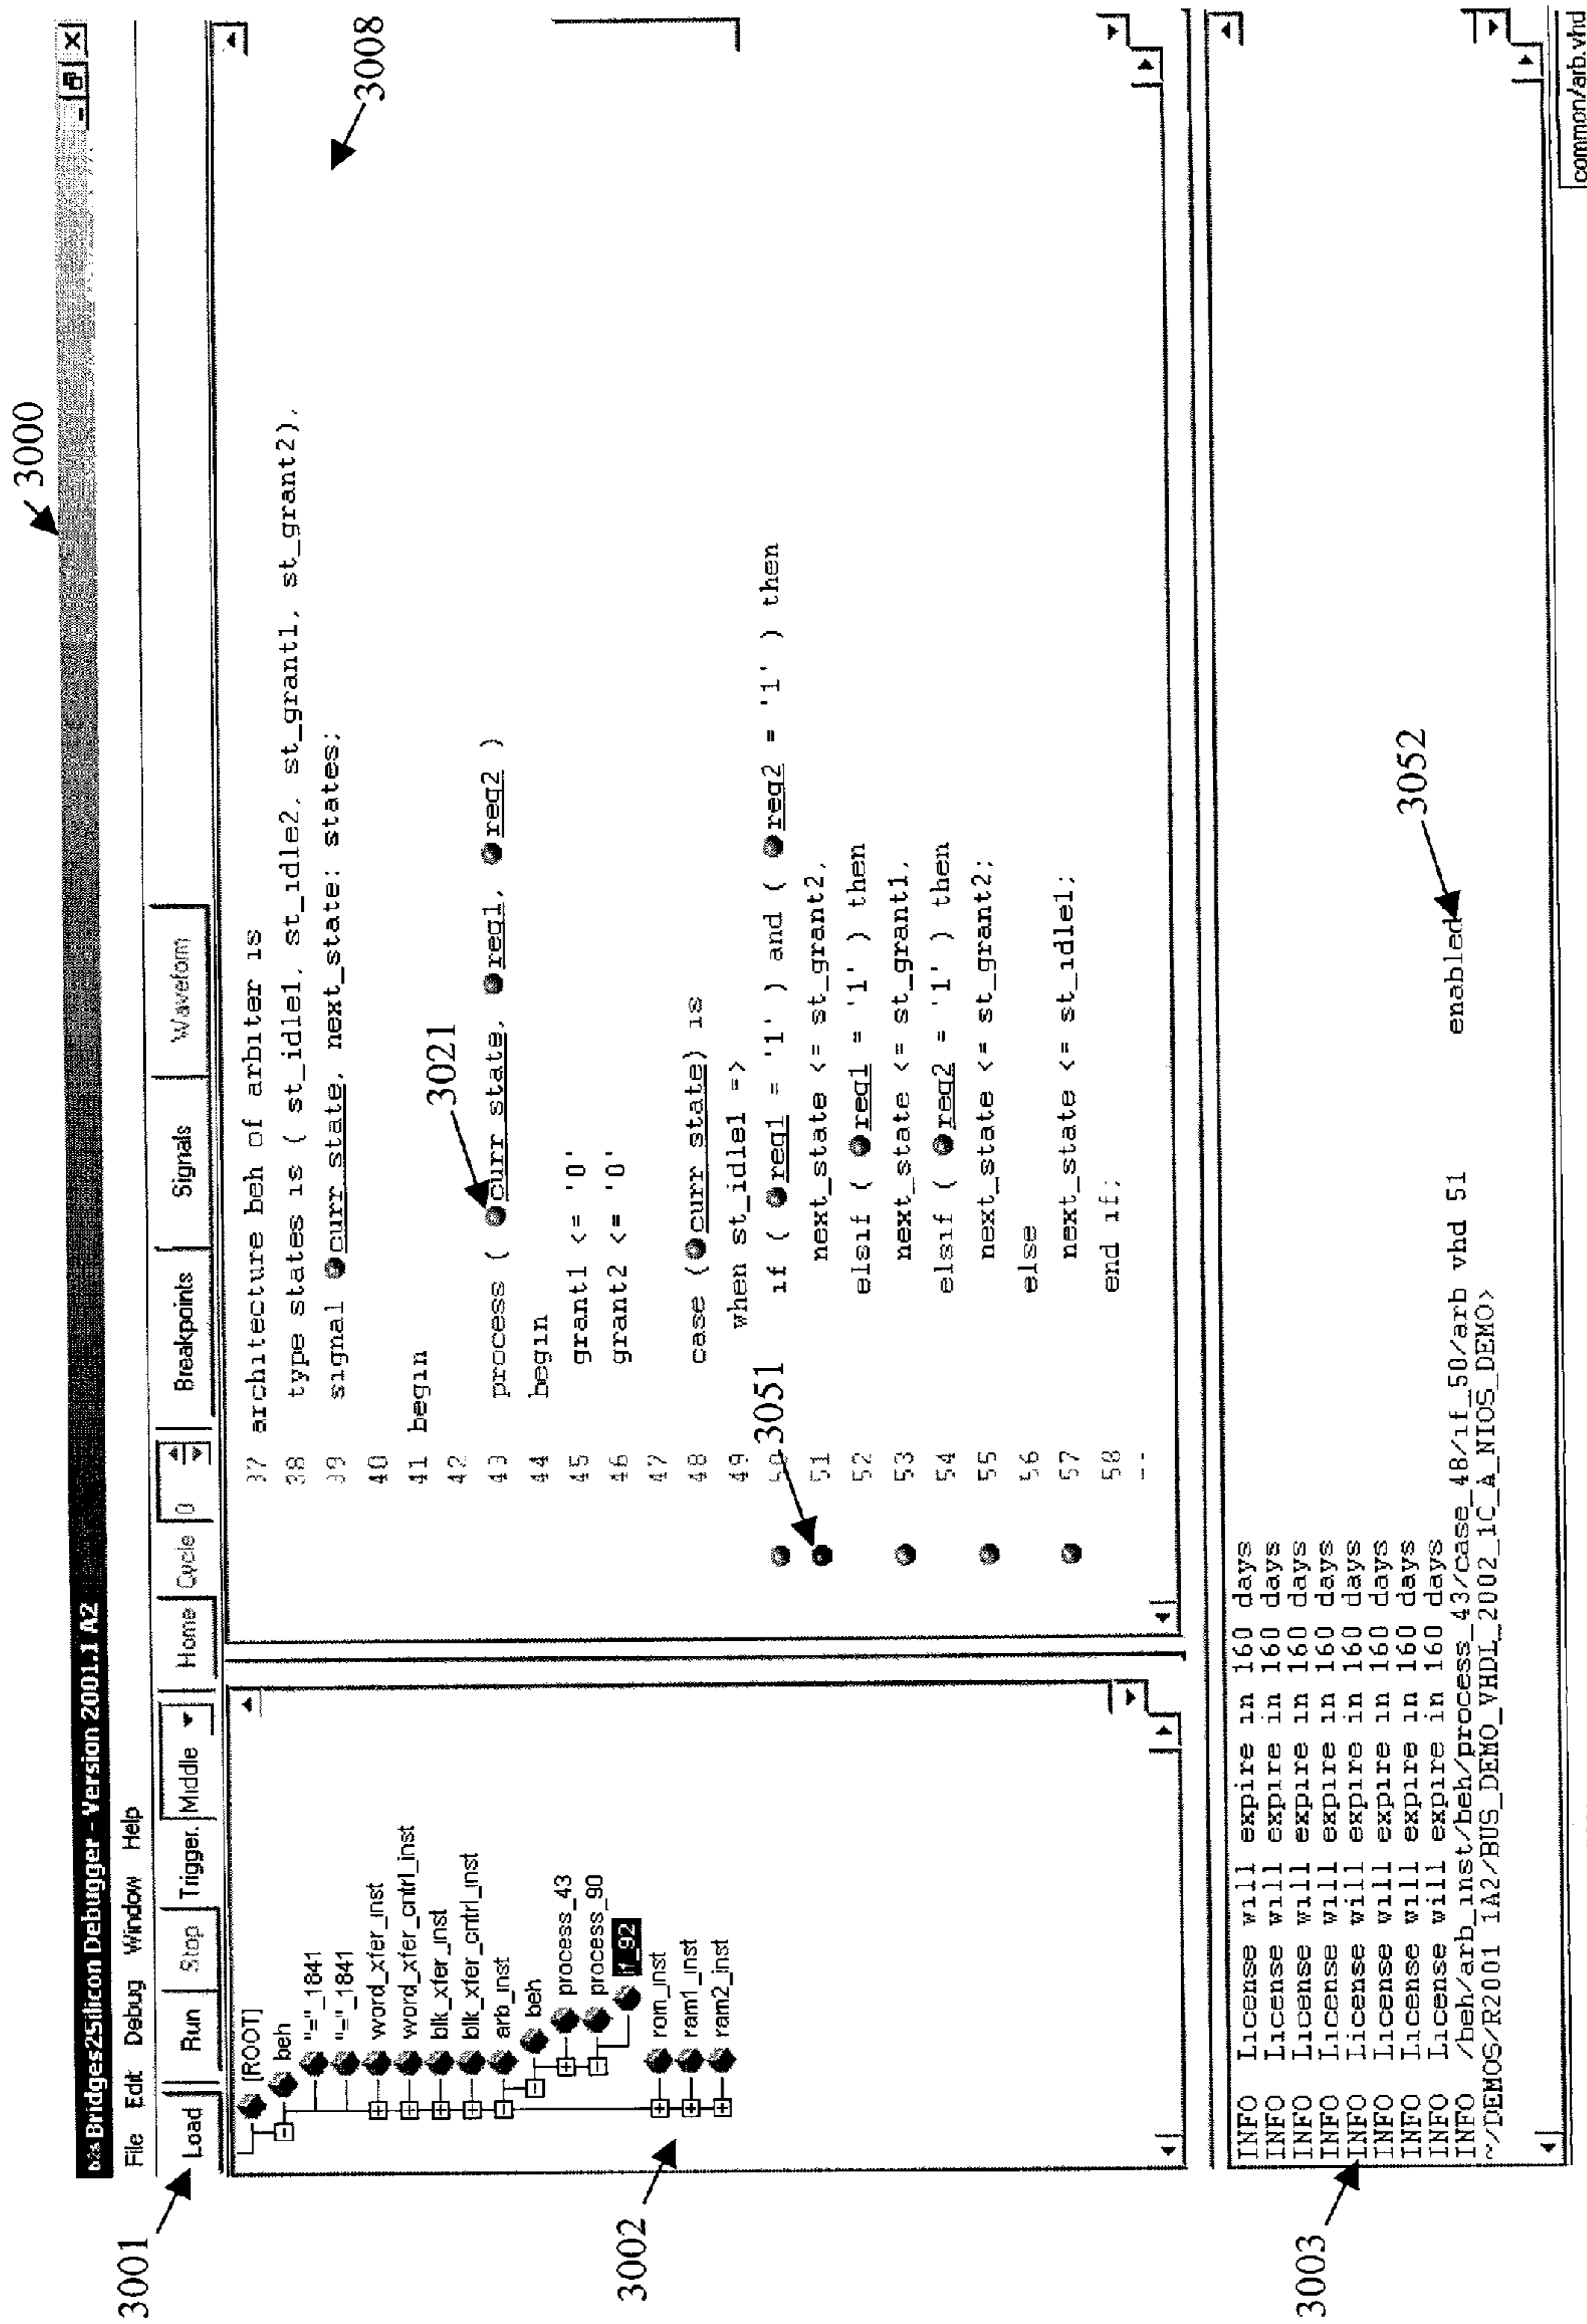 3000
b2s Bridges2Silicon Debugger - Version 2001.1 A2
File Edit Debug Window Help
3001
Load Run Stop Trigger. Middle Home Cycle 0 Breakpoints Signals Waveform
3002
[ROOT]
beh
"="_1841
"="_1841
word_xfer_inst
word_xfer_cntrl_inst
blk_xfer_inst
blk_xfer_cntrl_inst
arb_inst
beh
process_43
process_90
if_92
rom_inst
ram1_inst
ram2_inst
3008
37 architecture beh of arbiter is
38 type states is ( st_idle1, st_idle2, st_grant1, st_grant2),
39 signal curr state, next_state: states;
40
41 begin
42
3021
43 process ( curr state, req1, req2 )
44 begin
45 grant1 <= '0'
46 grant2 <= '0'
47
48 case (curr state) is
49 when st_idle1 =>
3051
50 if ( req1 = '1' ) and ( req2 = '1' ) then
51 next_state <= st_grant2,
52 elsif ( req1 = '1' ) then
53 next_state <= st_grant1,
54 elsif ( req2 = '1' ) then
55 next_state <= st_grant2;
56 else
57 next_state <= st_idle1;
58 end if;
3003
INFO License will expire in 160 days
INFO License will expire in 160 days
INFO License will expire in 160 days
INFO License will expire in 160 days
INFO License will expire in 160 days
INFO License will expire in 160 days
INFO License will expire in 160 days
INFO License will expire in 160 days
3052
INFO /beh/arb_inst/beh/process_43/case_48/if_50/arb vhd 51 enabled
~/DEMOS/R2001 1A2/BUS_DEMO_VHDL_2002_1C_A_NIOS_DEMO>
common/arb.vhd